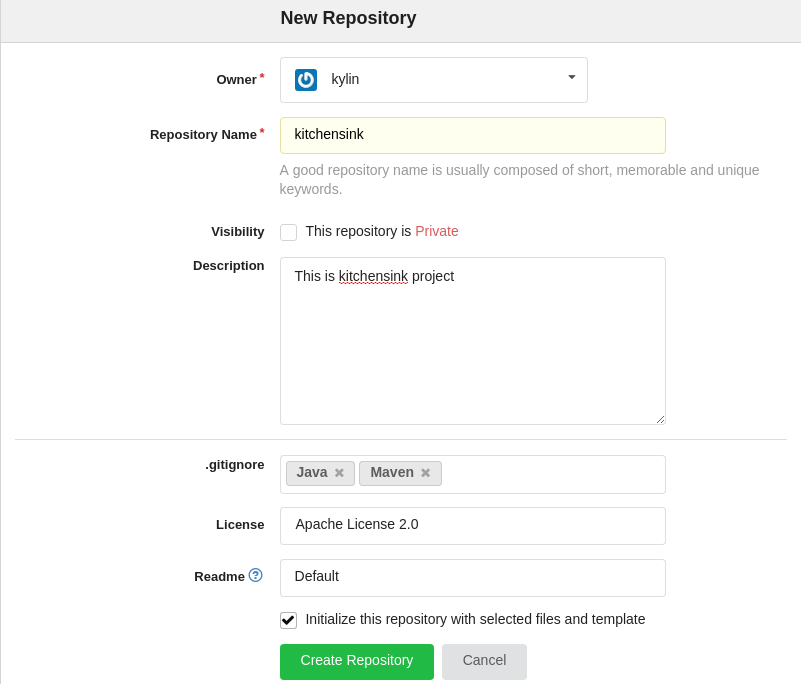 New Repository
Owner *
kylin
Repository Name *
kitchensink
A good repository name is usually composed of short, memorable and unique
keywords.
Visibility
This repository is Private
Description
This is kitchensink project
.gitignore
Java ✖ Maven ✖
License
Apache License 2.0
Readme ?
Default
Initialize this repository with selected files and template
Create Repository Cancel